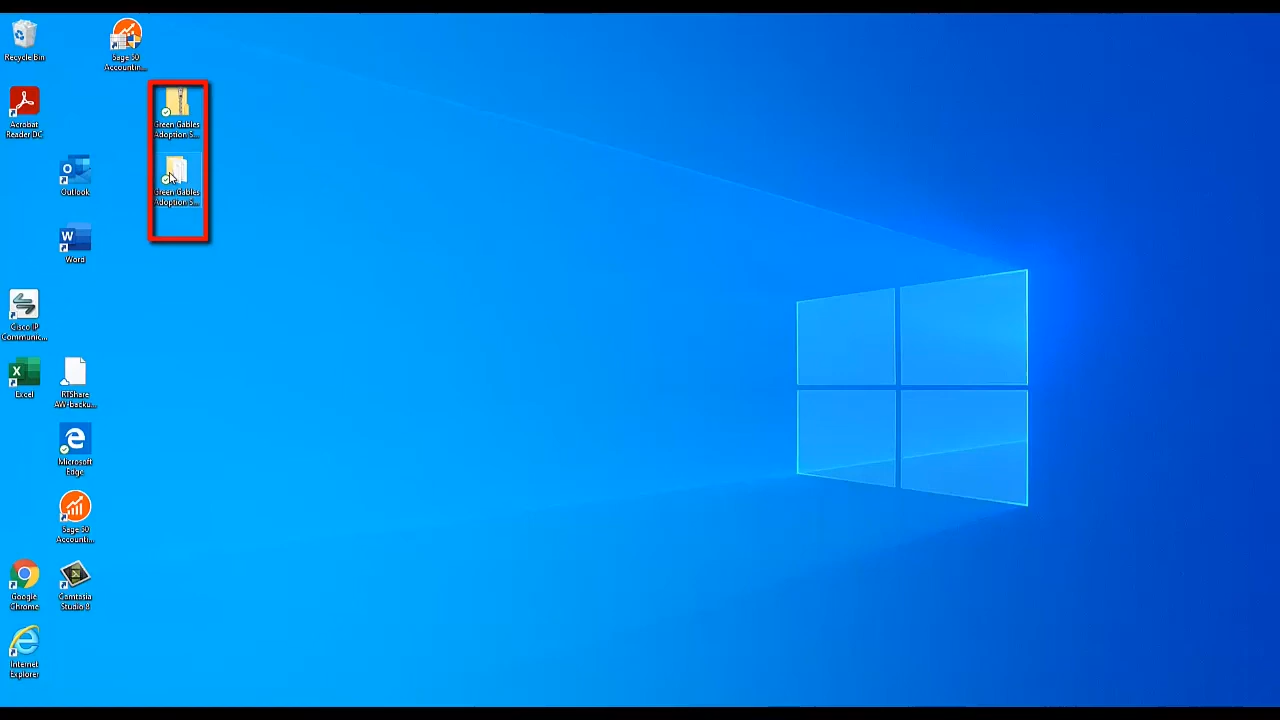 Recycle Bin
Sage 50
Accountin...
Acrobat
Reader DC
Green Gables
Adoption S...
Outlook
Green Gables
Adoption S...
Word
Cisco IP
Communic...
Excel
RTShare
AW-backu...
Microsoft
Edge
Sage 50
Accounti...
Google
Chrome
Camtasia
Studio 8
Internet
Explorer